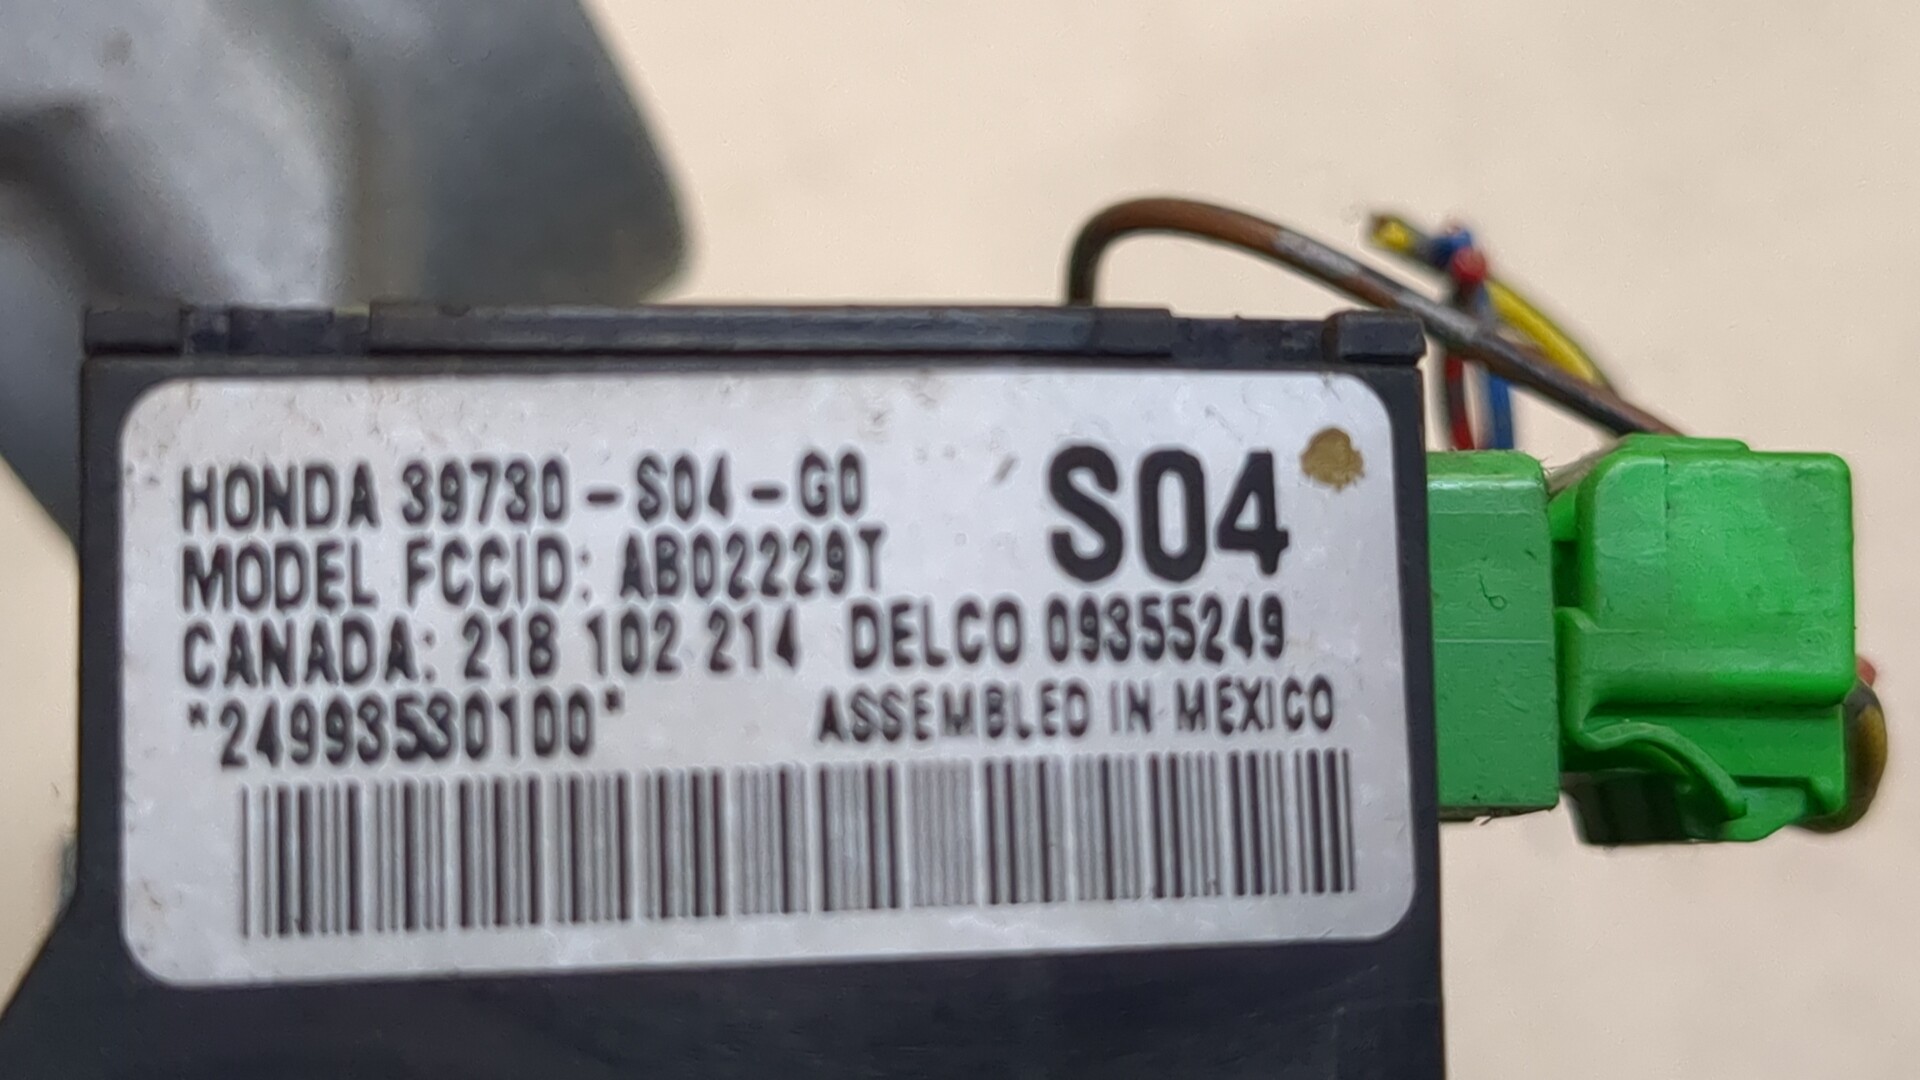 HONDA 39730-S04-G0
S04
MODEL FCCID: AB02229T
CANADA: 218 102 214 DELCO 09355249
*24993530100* ASSEMBLED IN MEXICO